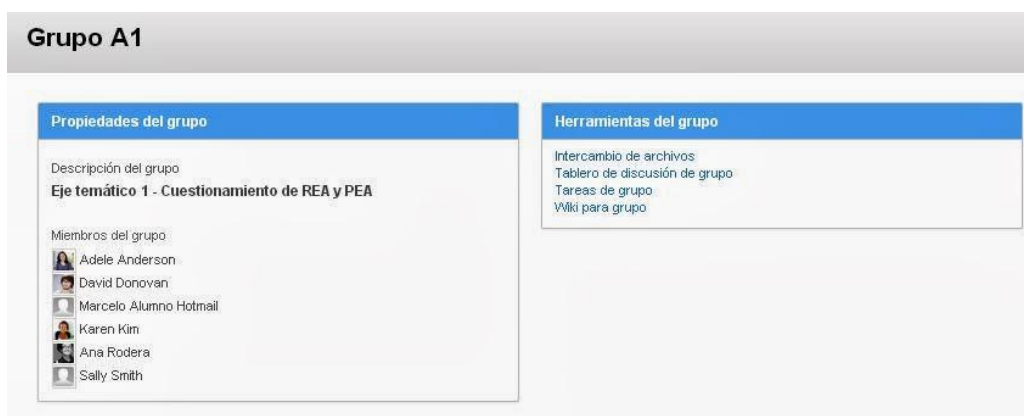 Grupo A1
Propiedades del grupo
Descripción del grupo
Eje temático 1 - Cuestionamiento de REA y PEA
Miembros del grupo
Adele Anderson
David Donovan
Marcelo Alumno Hotmail
Karen Kim
Ana Rodera
Sally Smith
Herramientas del grupo
Intercambio de archivos
Tablero de discusión de grupo
Tareas de grupo
Wiki para grupo